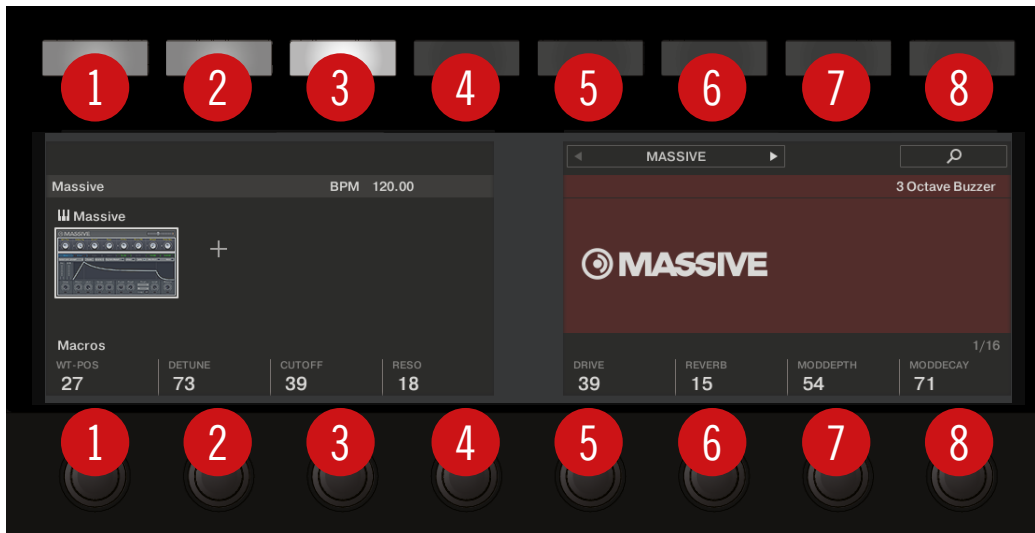 1 2 3 4 5 6 7 8
MASSIVE
Massive BPM 120.00
3 Octave Buzzer
Massive
MASSIVE
+
MASSIVE
Macros
1/16
WT-POS DETUNE CUTOFF RESO DRIVE REVERB MODDEPTH MODDECAY
27 73 39 18 39 15 54 71
1 2 3 4 5 6 7 8